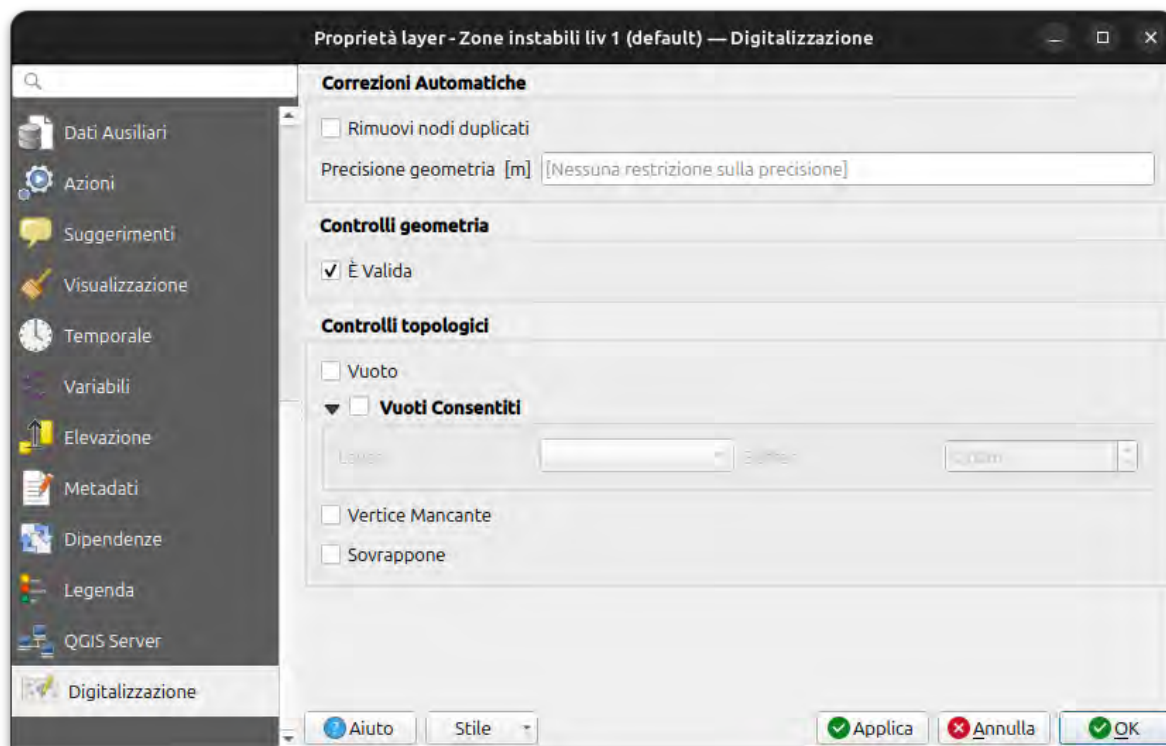 Proprietà layer - Zone instabili liv 1 (default) — Digitalizzazione
Dati Ausiliari
Azioni
Suggerimenti
Visualizzazione
Temporale
Variabili
Elevazione
Metadati
Dipendenze
Legenda
QGIS Server
Digitalizzazione
Correzioni Automatiche
Rimuovi nodi duplicati
Precisione geometria [m] [Nessuna restrizione sulla precisione]
Controlli geometria
È Valida
Controlli topologici
Vuoto
Vuoti Consentiti
Layer Buffer
Vertice Mancante
Sovrappone
Aiuto Stile Applica Annulla OK